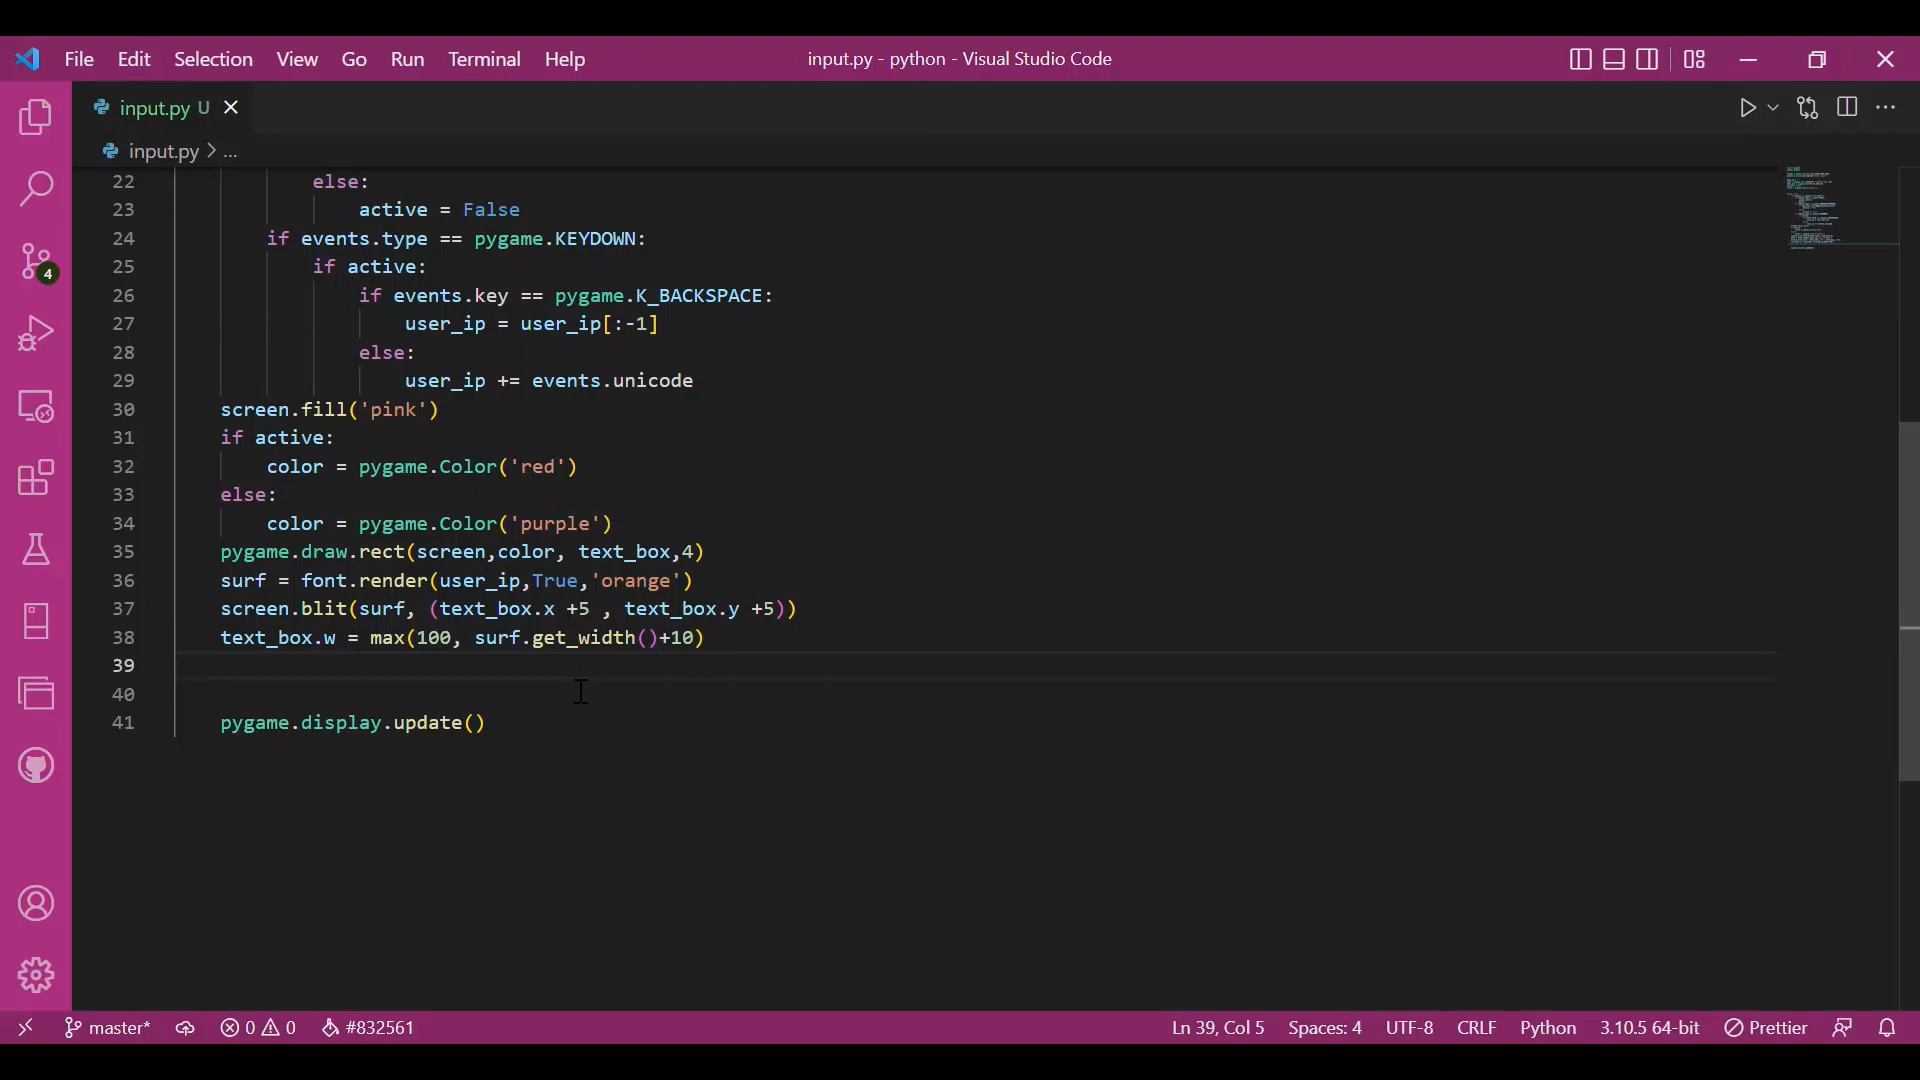 File Edit Selection View Go Run Terminal Help input.py - python - Visual Studio Code
input.py U
input.py > ...
22 else:
23 active = False
24 if events.type == pygame.KEYDOWN:
25 if active:
26 if events.key == pygame.K_BACKSPACE:
27 user_ip = user_ip[:-1]
28 else:
29 user_ip += events.unicode
30 screen.fill('pink')
31 if active:
32 color = pygame.Color('red')
33 else:
34 color = pygame.Color('purple')
35 pygame.draw.rect(screen,color, text_box,4)
36 surf = font.render(user_ip,True,'orange')
37 screen.blit(surf, (text_box.x +5 , text_box.y +5))
38 text_box.w = max(100, surf.get_width()+10)
39
40
41 pygame.display.update()
4
master* 0 0 #832561 Ln 39, Col 5 Spaces: 4 UTF-8 CRLF Python 3.10.5 64-bit Prettier